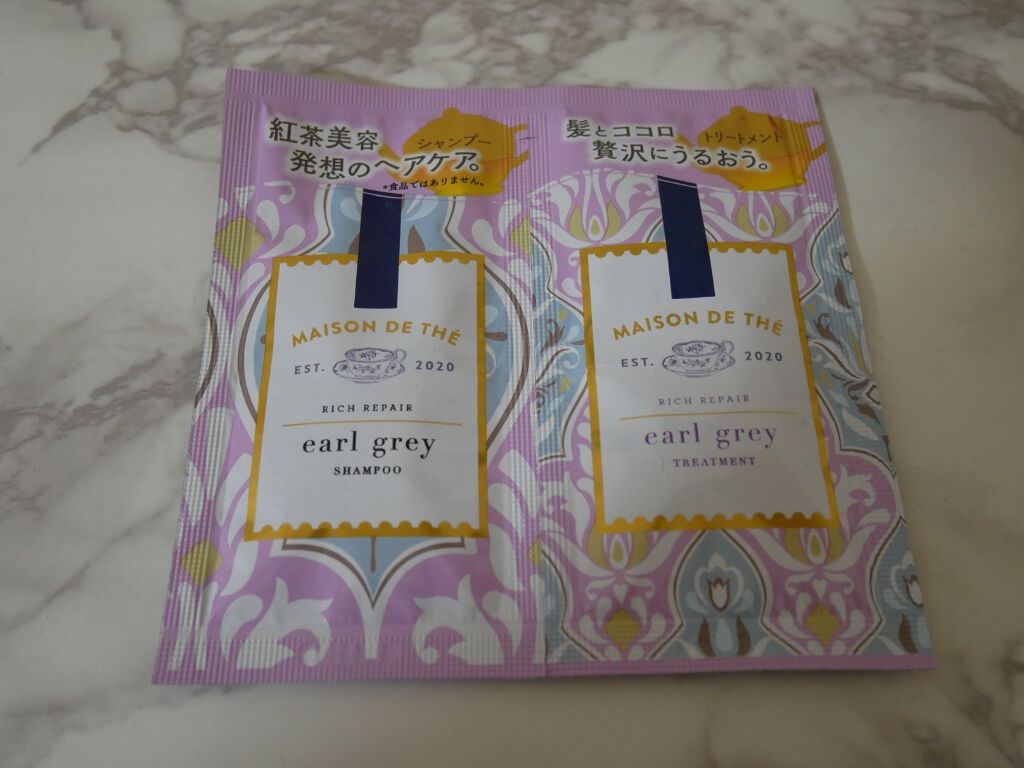 紅茶美容
シャンプー
発想のヘアケア。
*食品ではありません。
MAISON DE THÉ
EST. 2020
RICH REPAIR
earl grey
SHAMPOO
髪とココロ
トリートメント
贅沢にうるおう。
MAISON DE THÉ
EST. 2020
RICH REPAIR
earl grey
TREATMENT